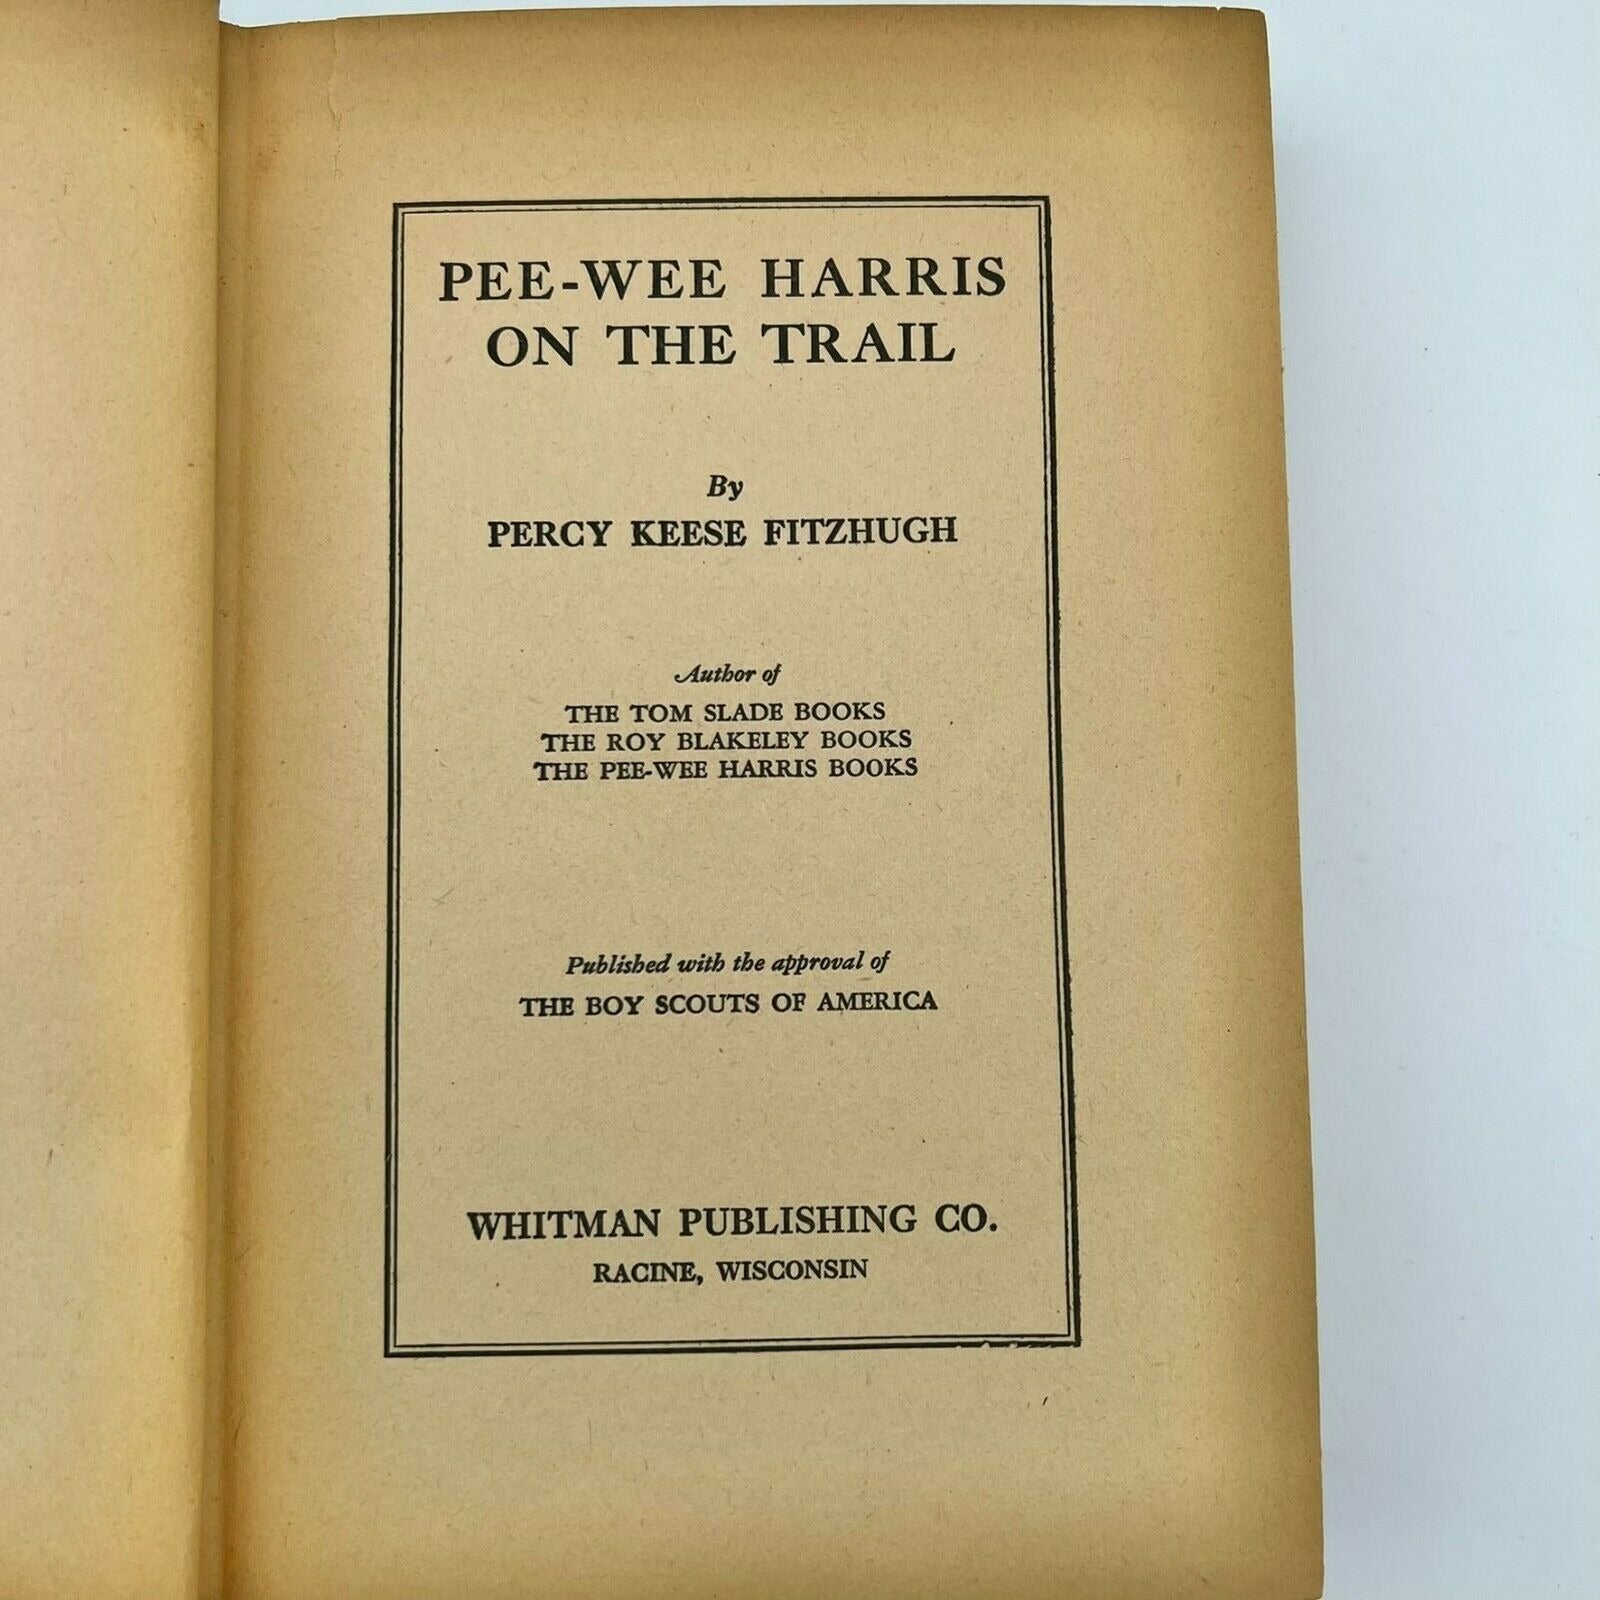 PEE-WEE HARRIS
ON THE TRAIL
By
PERCY KEESE FITZHUGH
Author of
THE TOM SLADE BOOKS
THE ROY BLAKELEY BOOKS
THE PEE-WEE HARRIS BOOKS
Published with the approval of
THE BOY SCOUTS OF AMERICA
WHITMAN PUBLISHING CO.
RACINE, WISCONSIN